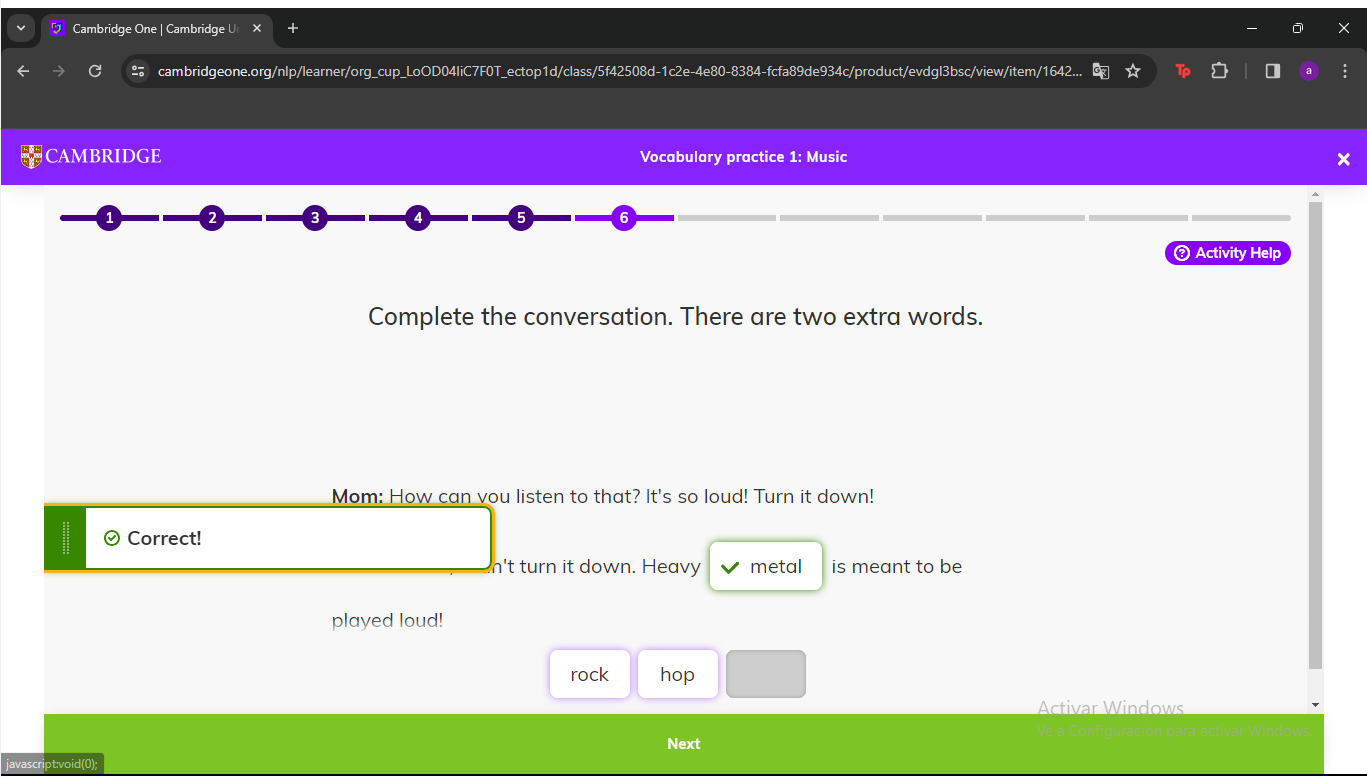 Cambridge One | Cambridge U
cambridgeone.org/nlp/learner/org_cup_LoOD04IiC7F0T_ectop1d/class/5f42508d-1c2e-4e80-8384-fcfa89de934c/product/evdgl3bsc/view/item/1642...
Tp
a
CAMBRIDGE
Vocabulary practice 1: Music
1 2 3 4 5 6
? Activity Help
Complete the conversation. There are two extra words.
Mom: How can you listen to that? It's so loud! Turn it down!
Correct!
n't turn it down. Heavy metal is meant to be
played loud!
rock hop
Activar Windows
Ve a Configuración para activar Windows.
Next
javascript:void(0);